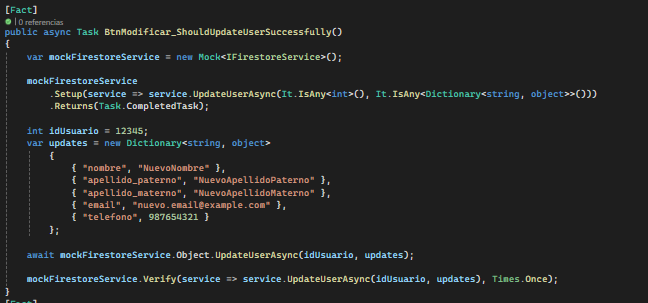 [Fact]
| 0 referencias
public async Task BtnModificar_ShouldUpdateUserSuccessfully()
{
    var mockFirestoreService = new Mock<IFirestoreService>();

    mockFirestoreService
        .Setup(service => service.UpdateUserAsync(It.IsAny<int>(), It.IsAny<Dictionary<string, object>>()))
        .Returns(Task.CompletedTask);

    int idUsuario = 12345;
    var updates = new Dictionary<string, object>
        {
            { "nombre", "NuevoNombre" },
            { "apellido_paterno", "NuevoApellidoPaterno" },
            { "apellido_materno", "NuevoApellidoMaterno" },
            { "email", "nuevo.email@example.com" },
            { "telefono", 987654321 }
        };

    await mockFirestoreService.Object.UpdateUserAsync(idUsuario, updates);

    mockFirestoreService.Verify(service => service.UpdateUserAsync(idUsuario, updates), Times.Once);
}
[Fact]